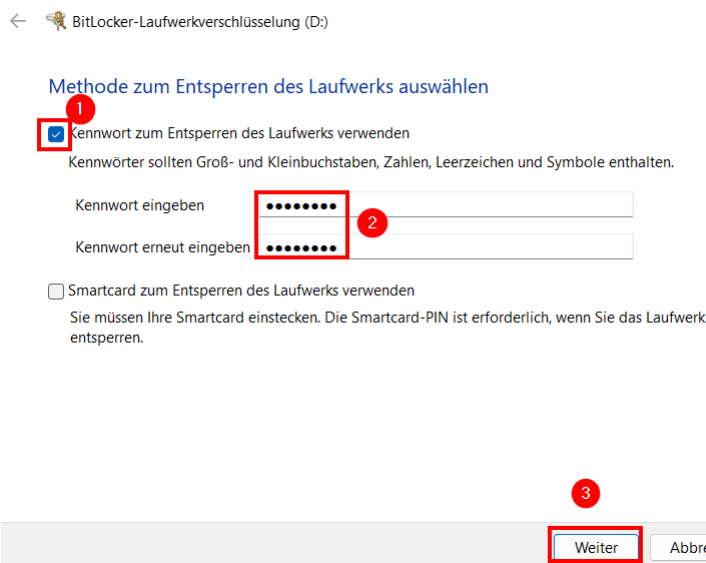 BitLocker-Laufwerkverschlüsselung (D:)
Methode zum Entsperren des Laufwerks auswählen
1
Kennwort zum Entsperren des Laufwerks verwenden
Kennwörter sollten Groß- und Kleinbuchstaben, Zahlen, Leerzeichen und Symbole enthalten.
Kennwort eingeben ●●●●●●●●
2
Kennwort erneut eingeben ●●●●●●●●
Smartcard zum Entsperren des Laufwerks verwenden
Sie müssen Ihre Smartcard einstecken. Die Smartcard-PIN ist erforderlich, wenn Sie das Laufwerk
entsperren.
3
Weiter Abbre